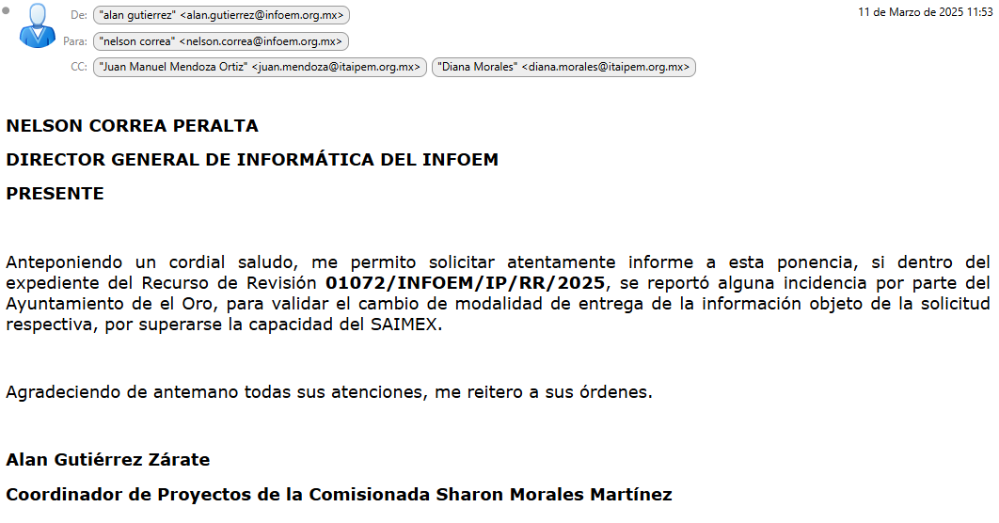 De: "alan gutierrez" <alan.gutierrez@infoem.org.mx>
11 de Marzo de 2025 11:53
Para: "nelson correa" <nelson.correa@infoem.org.mx>
CC: "Juan Manuel Mendoza Ortiz" <juan.mendoza@itaipem.org.mx> "Diana Morales" <diana.morales@itaipem.org.mx>
NELSON CORREA PERALTA
DIRECTOR GENERAL DE INFORMÁTICA DEL INFOEM
PRESENTE
Anteponiendo un cordial saludo, me permito solicitar atentamente informe a esta ponencia, si dentro del
expediente del Recurso de Revisión 01072/INFOEM/IP/RR/2025, se reportó alguna incidencia por parte del
Ayuntamiento de el Oro, para validar el cambio de modalidad de entrega de la información objeto de la solicitud
respectiva, por superarse la capacidad del SAIMEX.
Agradeciendo de antemano todas sus atenciones, me reitero a sus órdenes.
Alan Gutiérrez Zárate
Coordinador de Proyectos de la Comisionada Sharon Morales Martínez